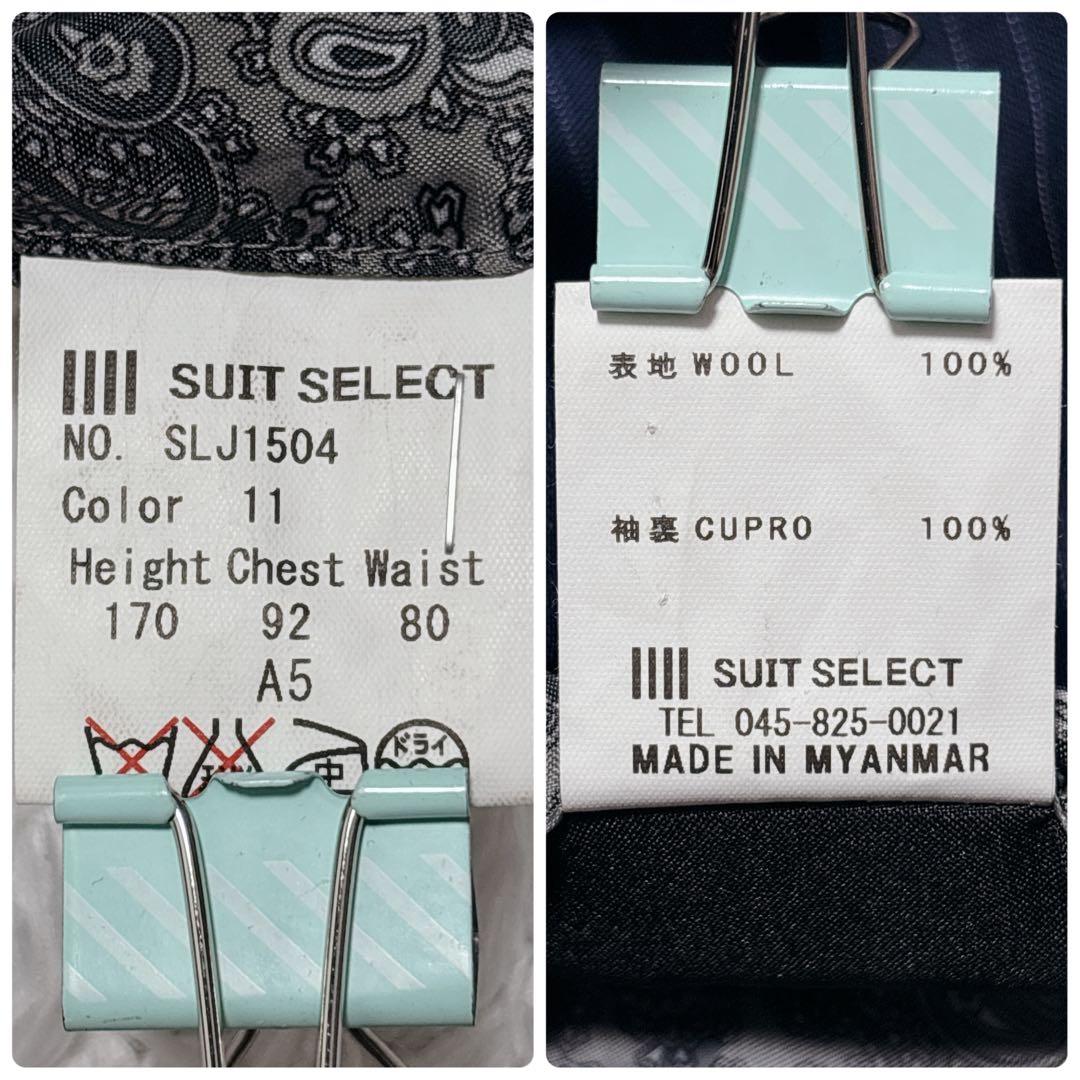 SUIT SELECT
NO. SLJ1504
Color 11
Height Chest Waist
170 92 80
A5
中 ドライ
表地 WOOL 100%
袖裏 CUPRO 100%
SUIT SELECT
TEL 045-825-0021
MADE IN MYANMAR